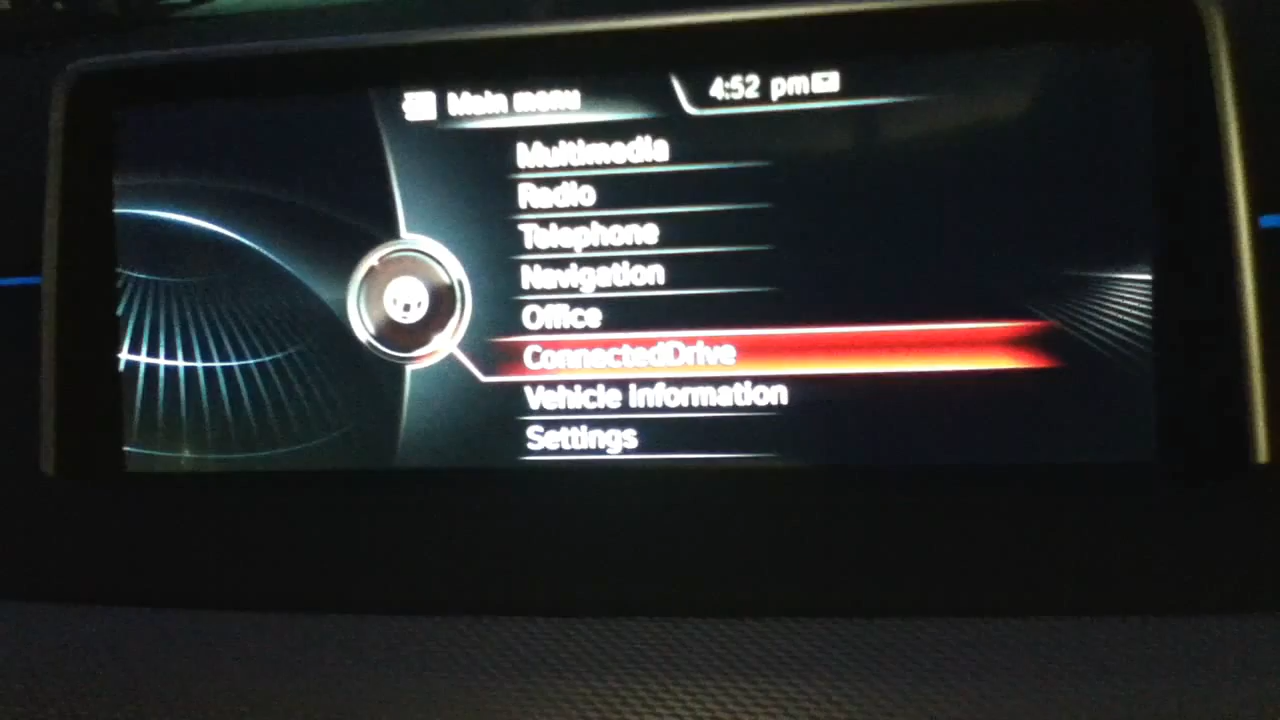 Main menu
4:52 pm
Multimedia
Radio
Telephone
Navigation
Office
ConnectedDrive
Vehicle information
Settings